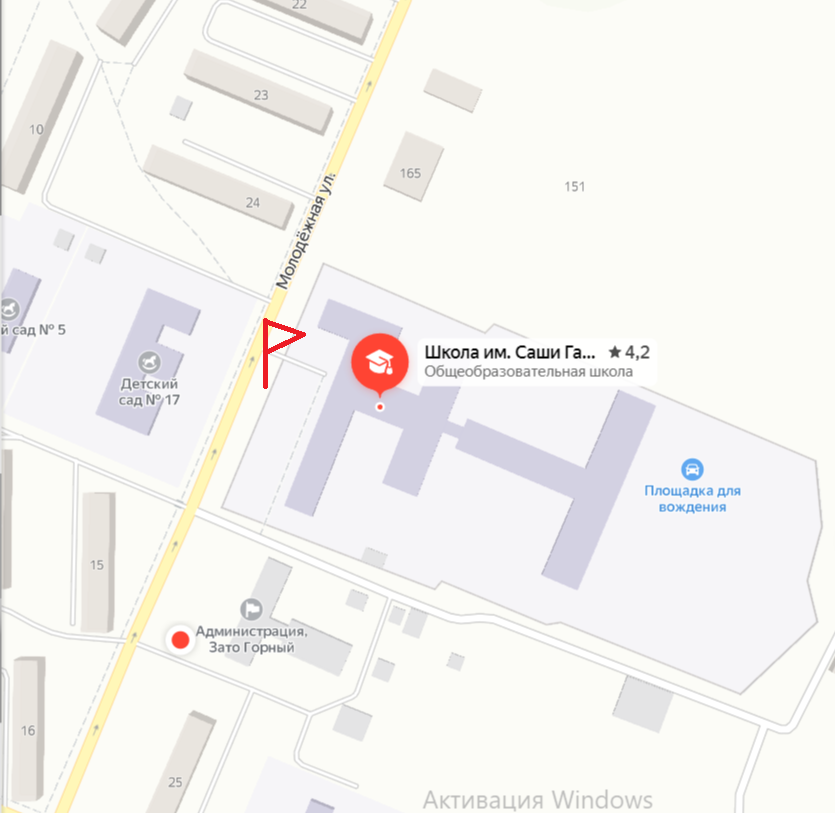 22
23
10
165
151
24
Молодёжная ул.
й сад № 5
Школа им. Саши Га... ★ 4,2
Общеобразовательная школа
Детский
сад № 17
Площадка для
вождения
15
Администрация,
Зато Горный
16
25
Активация Windows